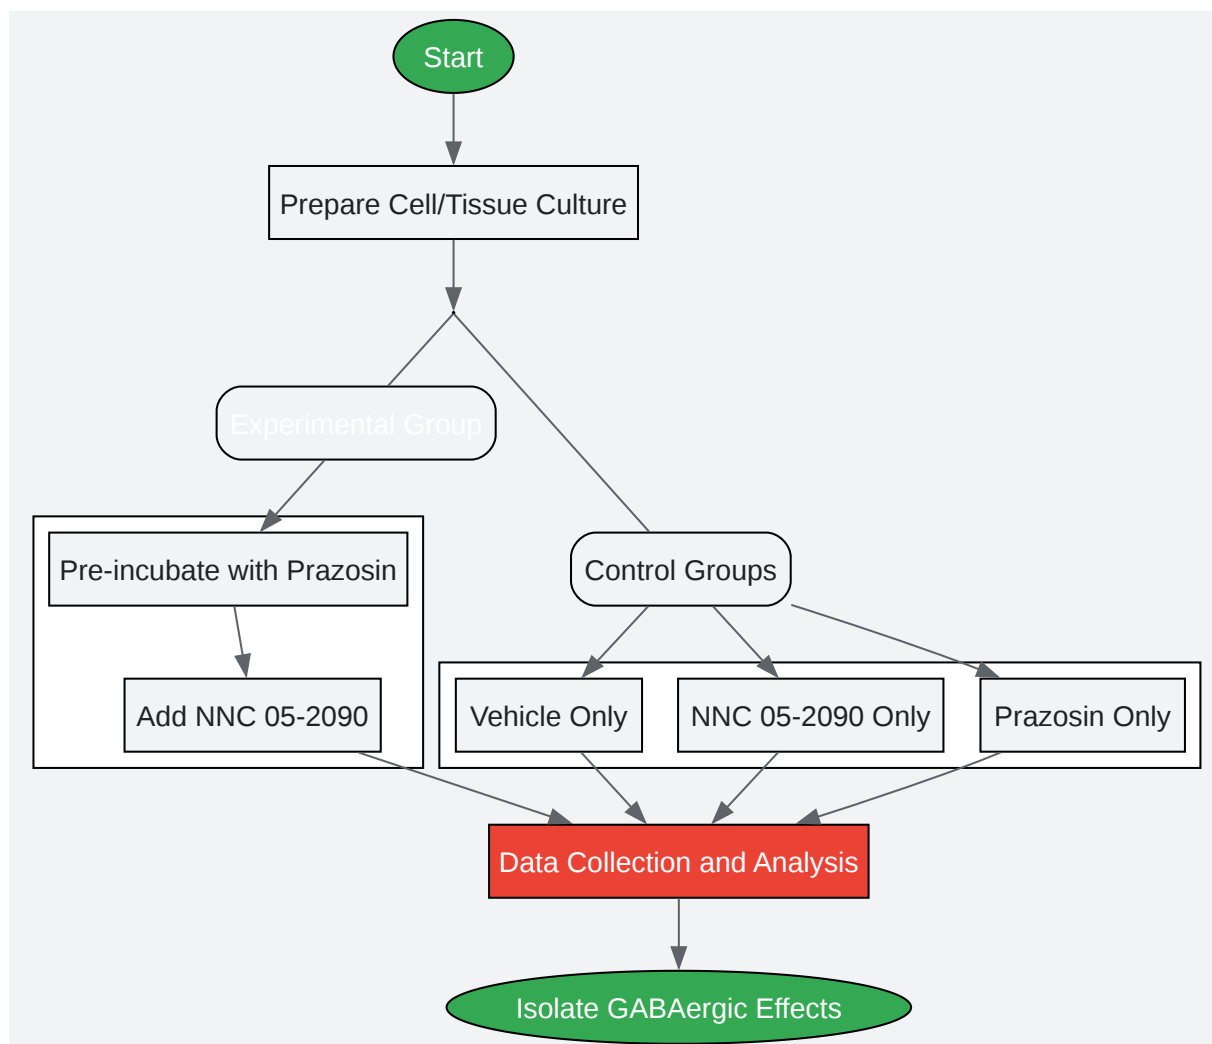 Start
Prepare Cell/Tissue Culture
Experimental Group
Pre-incubate with Prazosin
Control Groups
Add NNC 05-2090
Vehicle Only
NNC 05-2090 Only
Prazosin Only
Data Collection and Analysis
Isolate GABAergic Effects